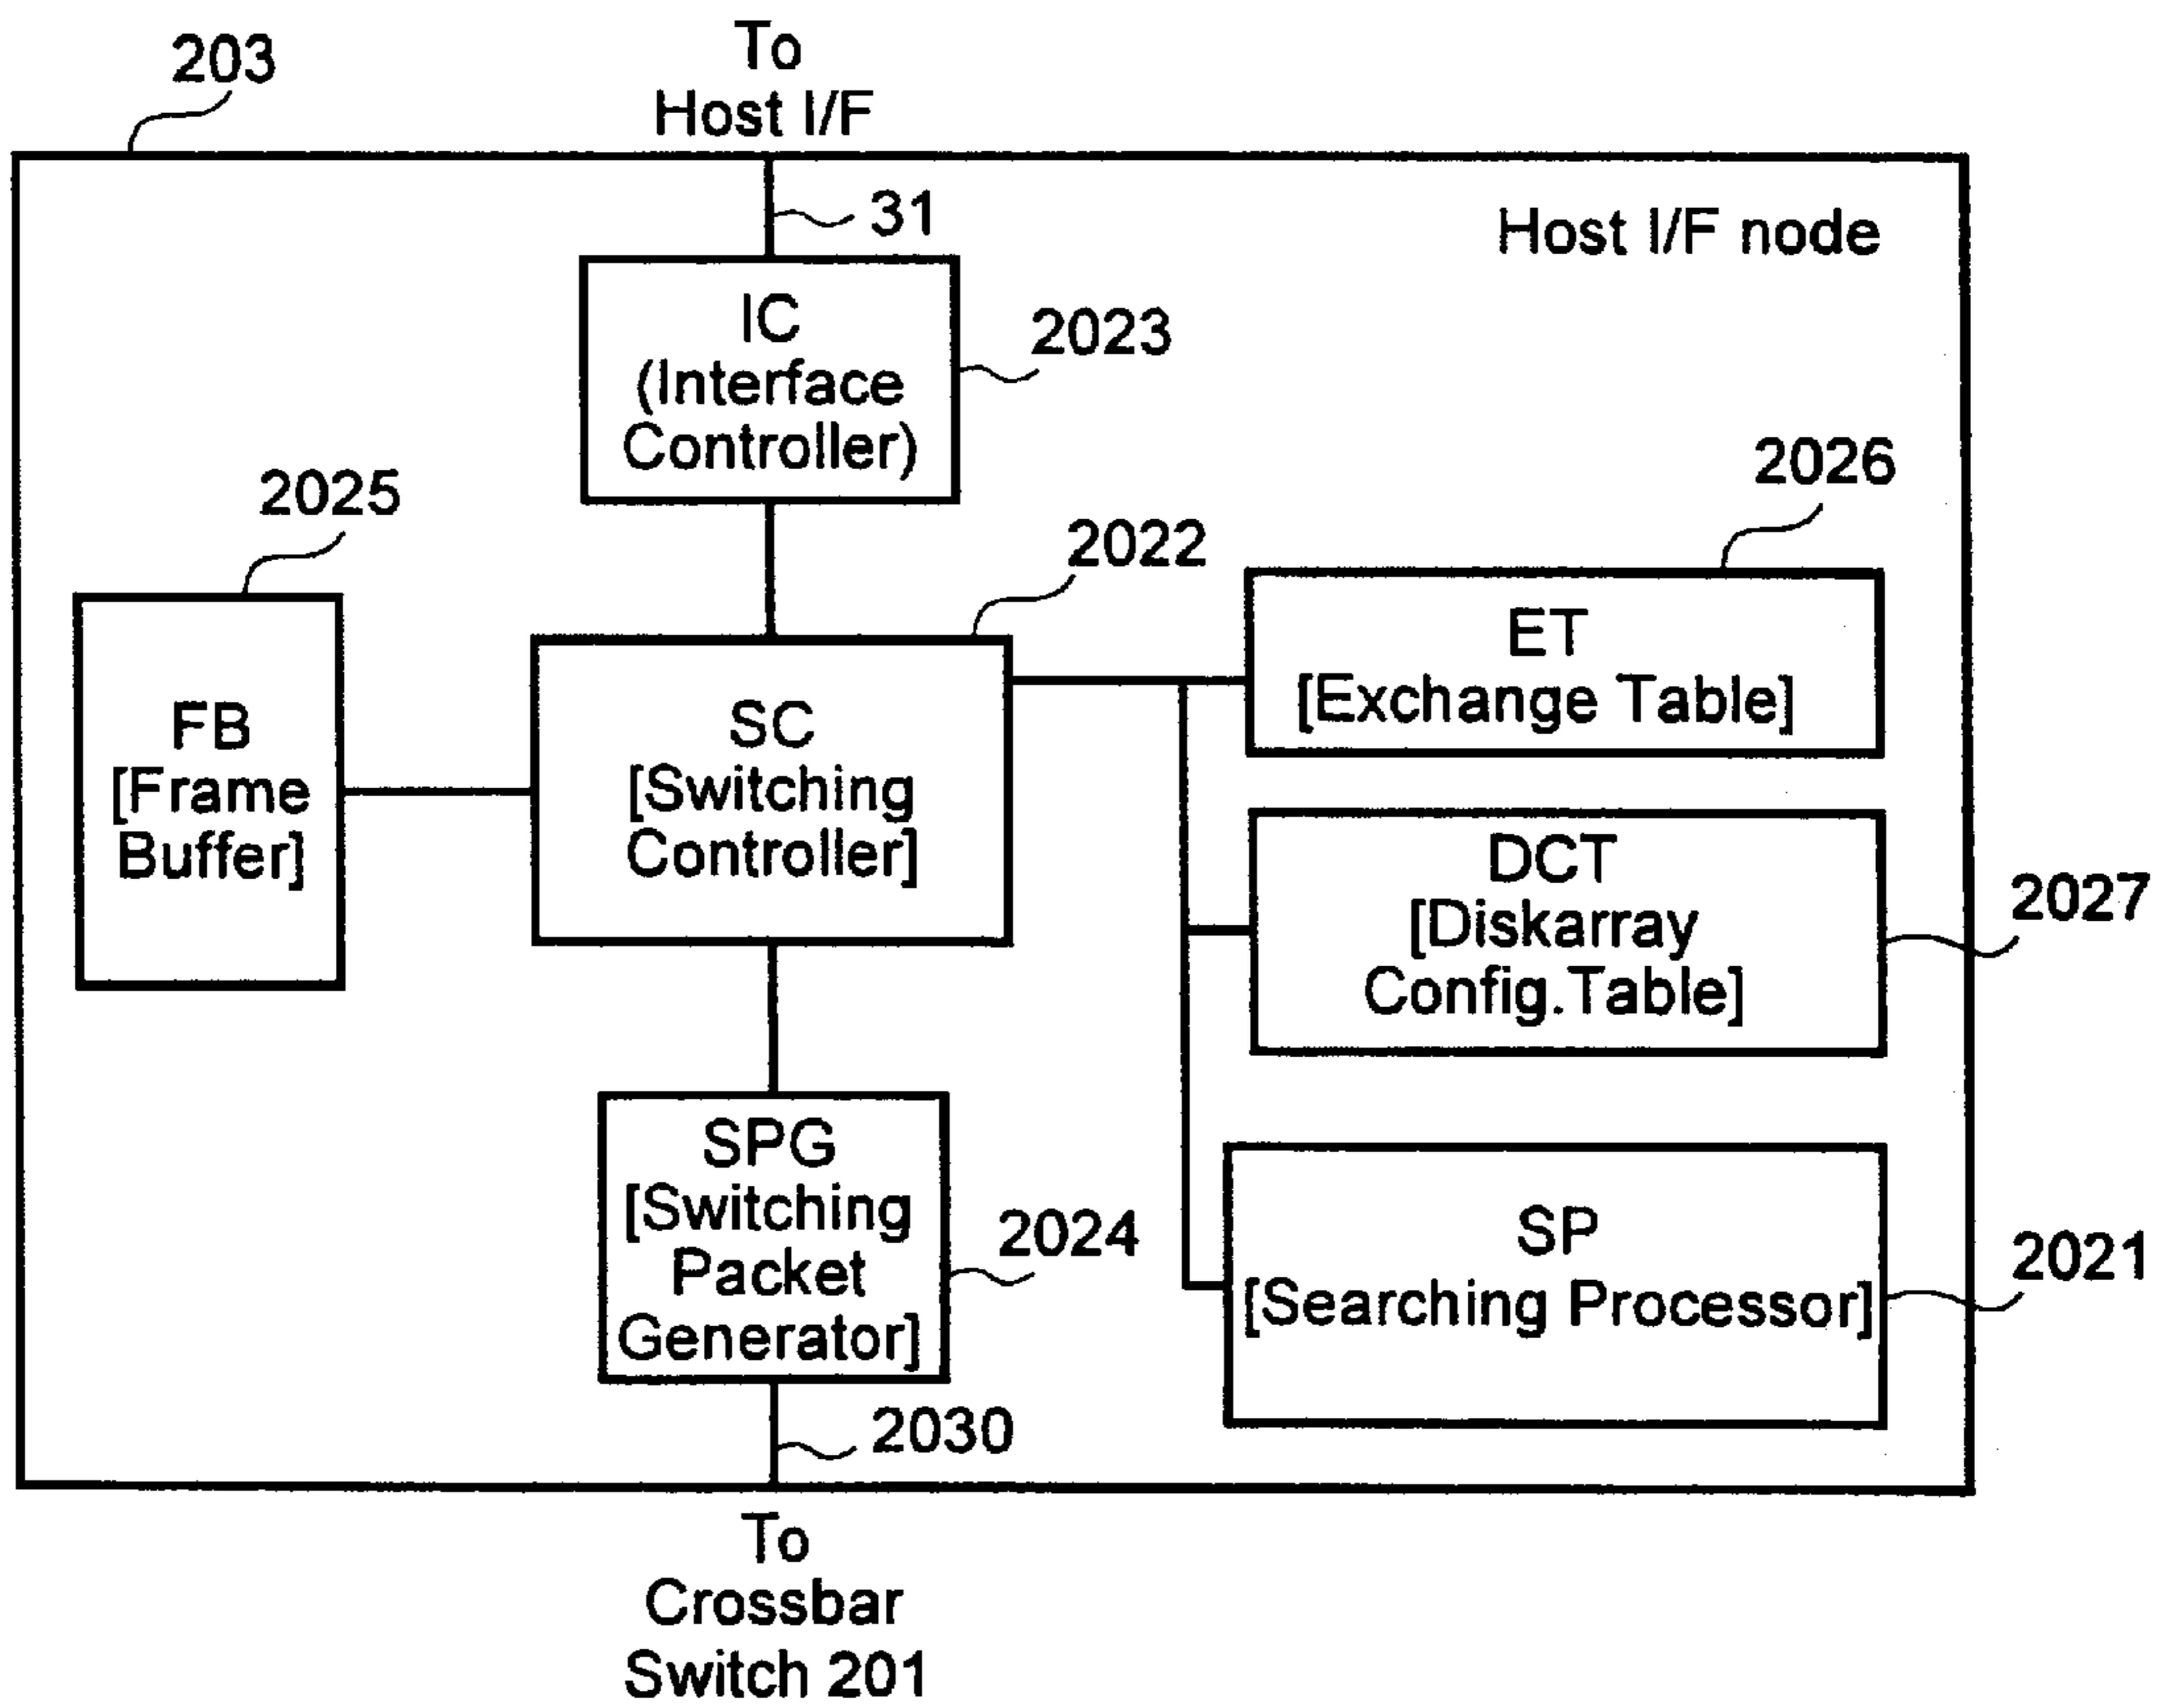 203
To
Host I/F
31
Host I/F node
IC
(Interface
Controller)
2023
2026
2025
2022
ET
[Exchange Table]
FB
[Frame
Buffer]
SC
[Switching
Controller]
DCT
[Diskarray
Config.Table]
2027
SPG
[Switching
Packet
Generator]
2024
SP
[Searching Processor]
2021
2030
To
Crossbar
Switch 201